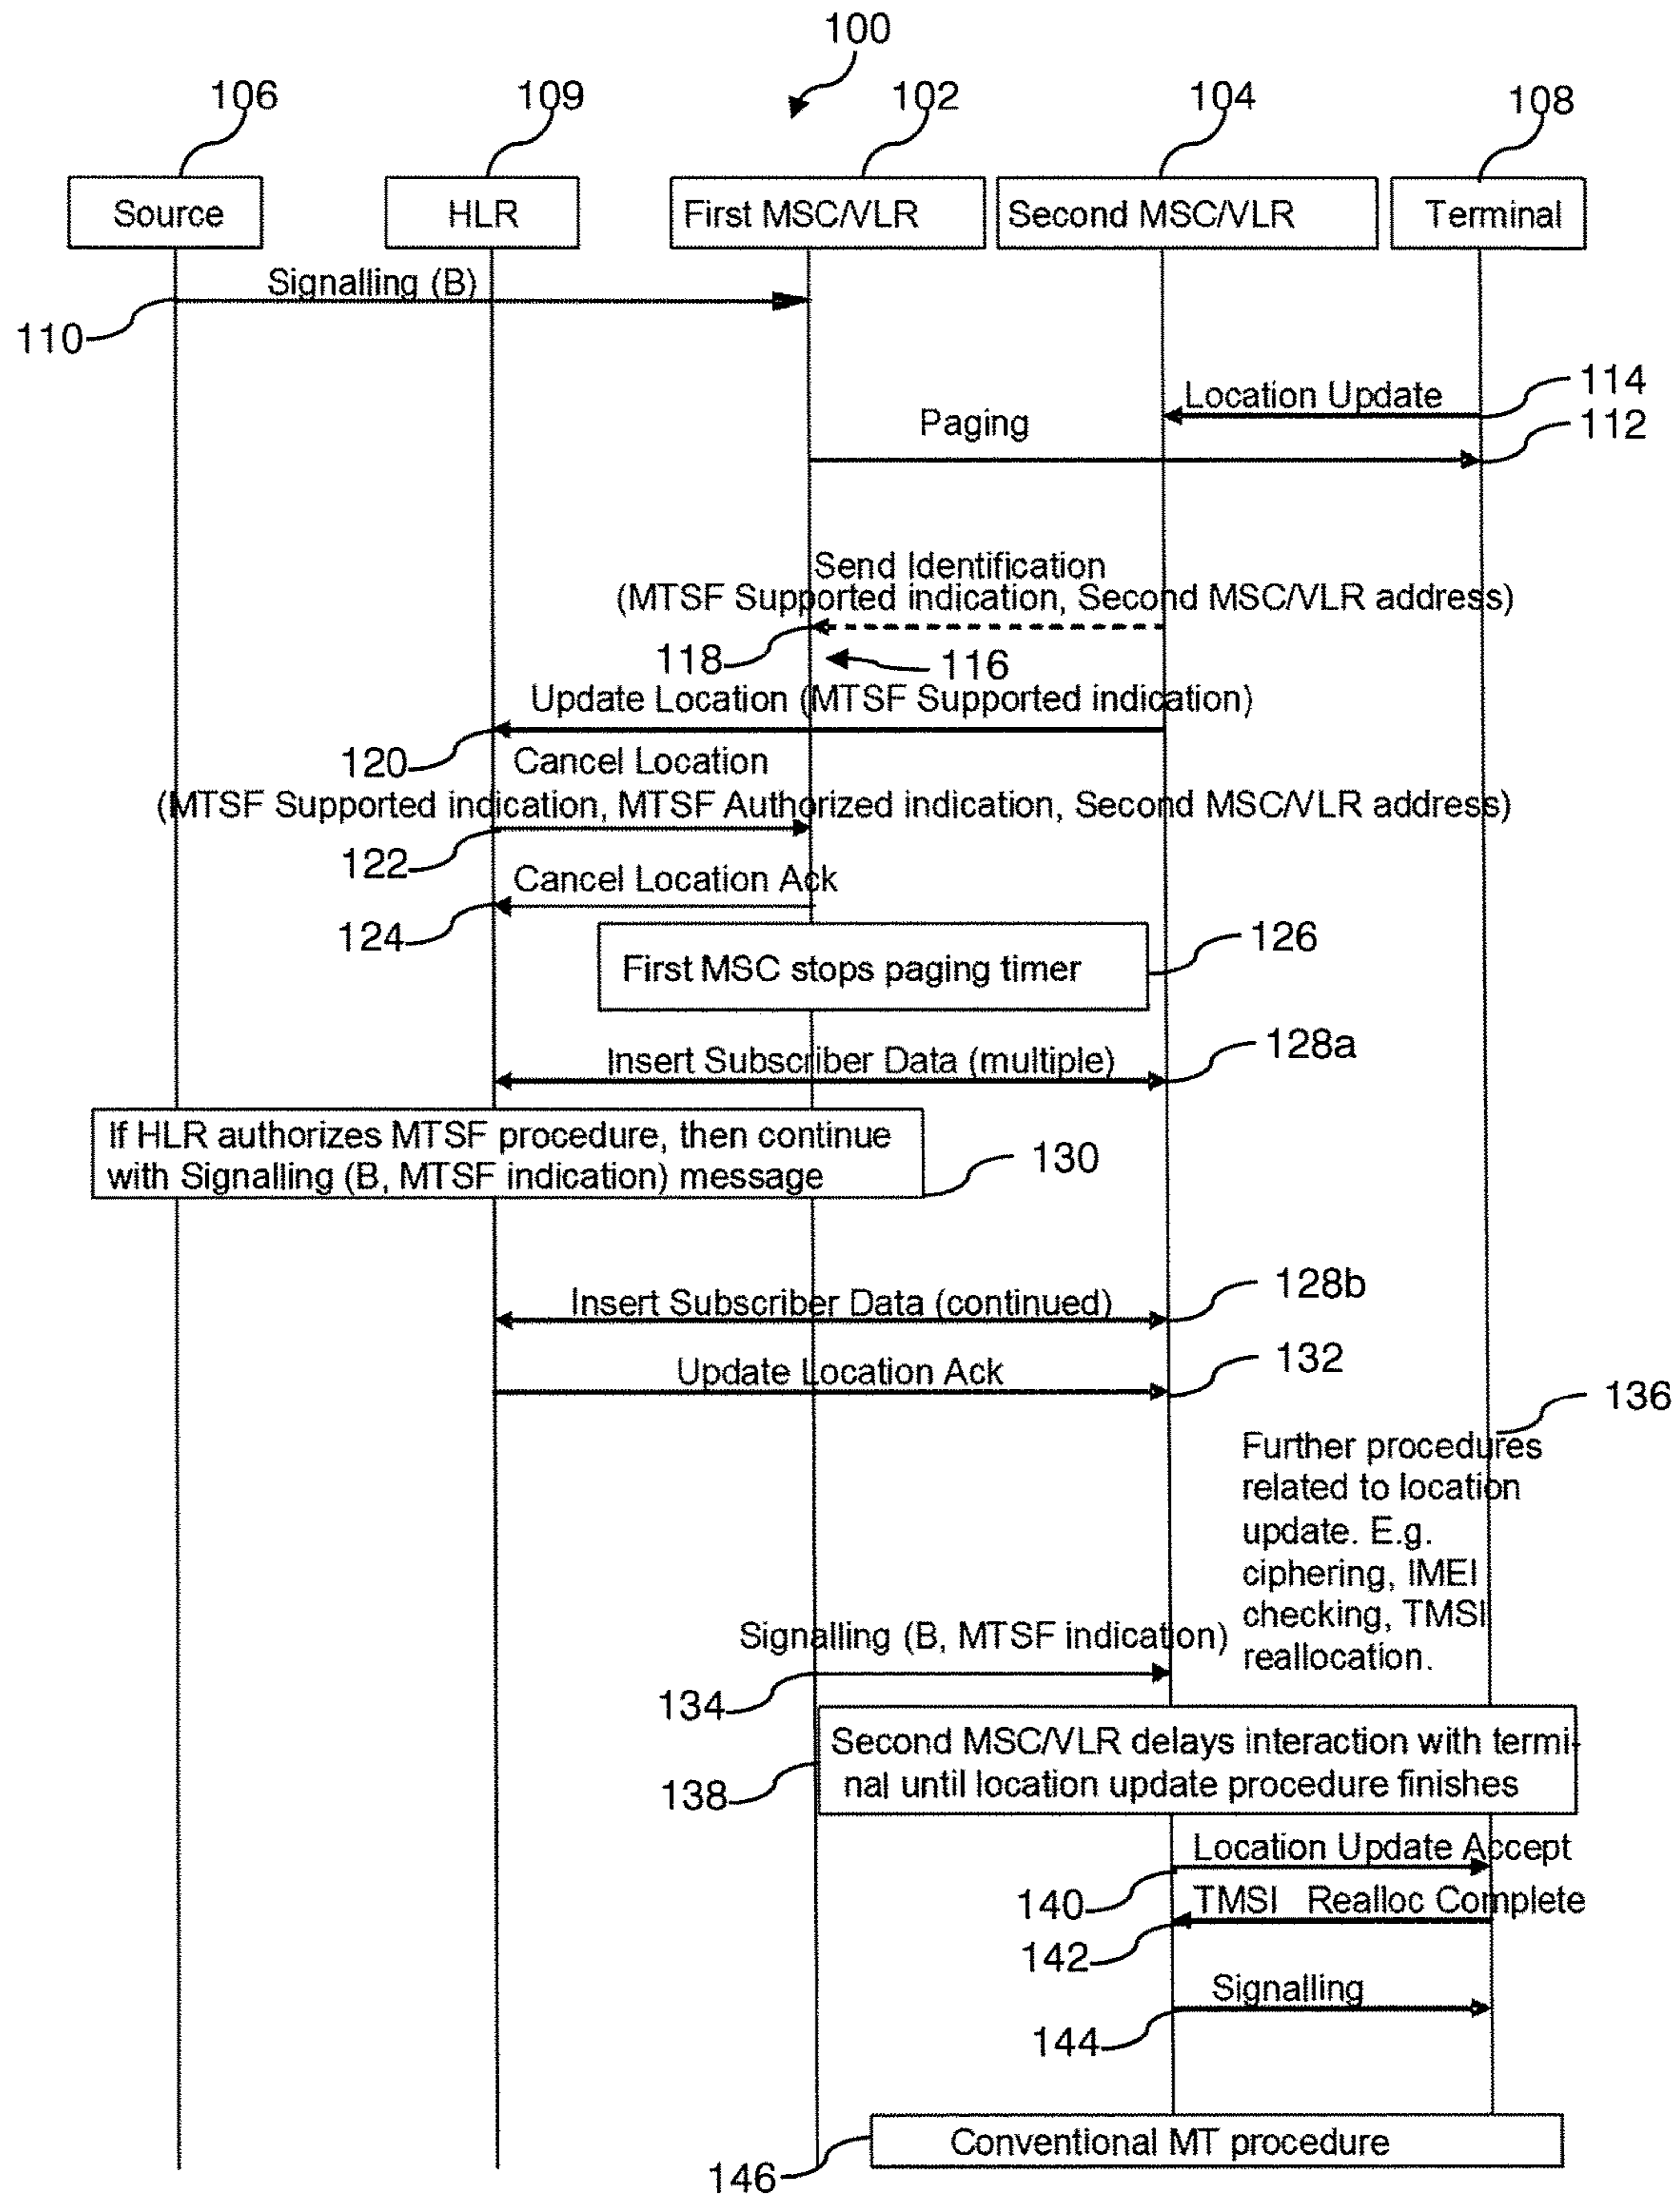 100
106
109
102
104
108
Source
HLR
First MSC/VLR
Second MSC/VLR
Terminal
Signalling (B)
110
Location Update
114
Paging
112
Send Identification
(MTSF Supported indication, Second MSC/VLR address)
118
116
Update Location (MTSF Supported indication)
120
Cancel Location
(MTSF Supported indication, MTSF Authorized indication, Second MSC/VLR address)
122
Cancel Location Ack
124
First MSC stops paging timer
126
Insert Subscriber Data (multiple)
128a
If HLR authorizes MTSF procedure, then continue
with Signalling (B, MTSF indication) message
130
Insert Subscriber Data (continued)
128b
Update Location Ack
132
136
Further procedures
related to location
update. E.g.
ciphering, IMEI
checking, TMSI
reallocation.
Signalling (B, MTSF indication)
134
Second MSC/VLR delays interaction with termi-
nal until location update procedure finishes
138
Location Update Accept
140
TMSI Realloc Complete
142
Signalling
144
Conventional MT procedure
146